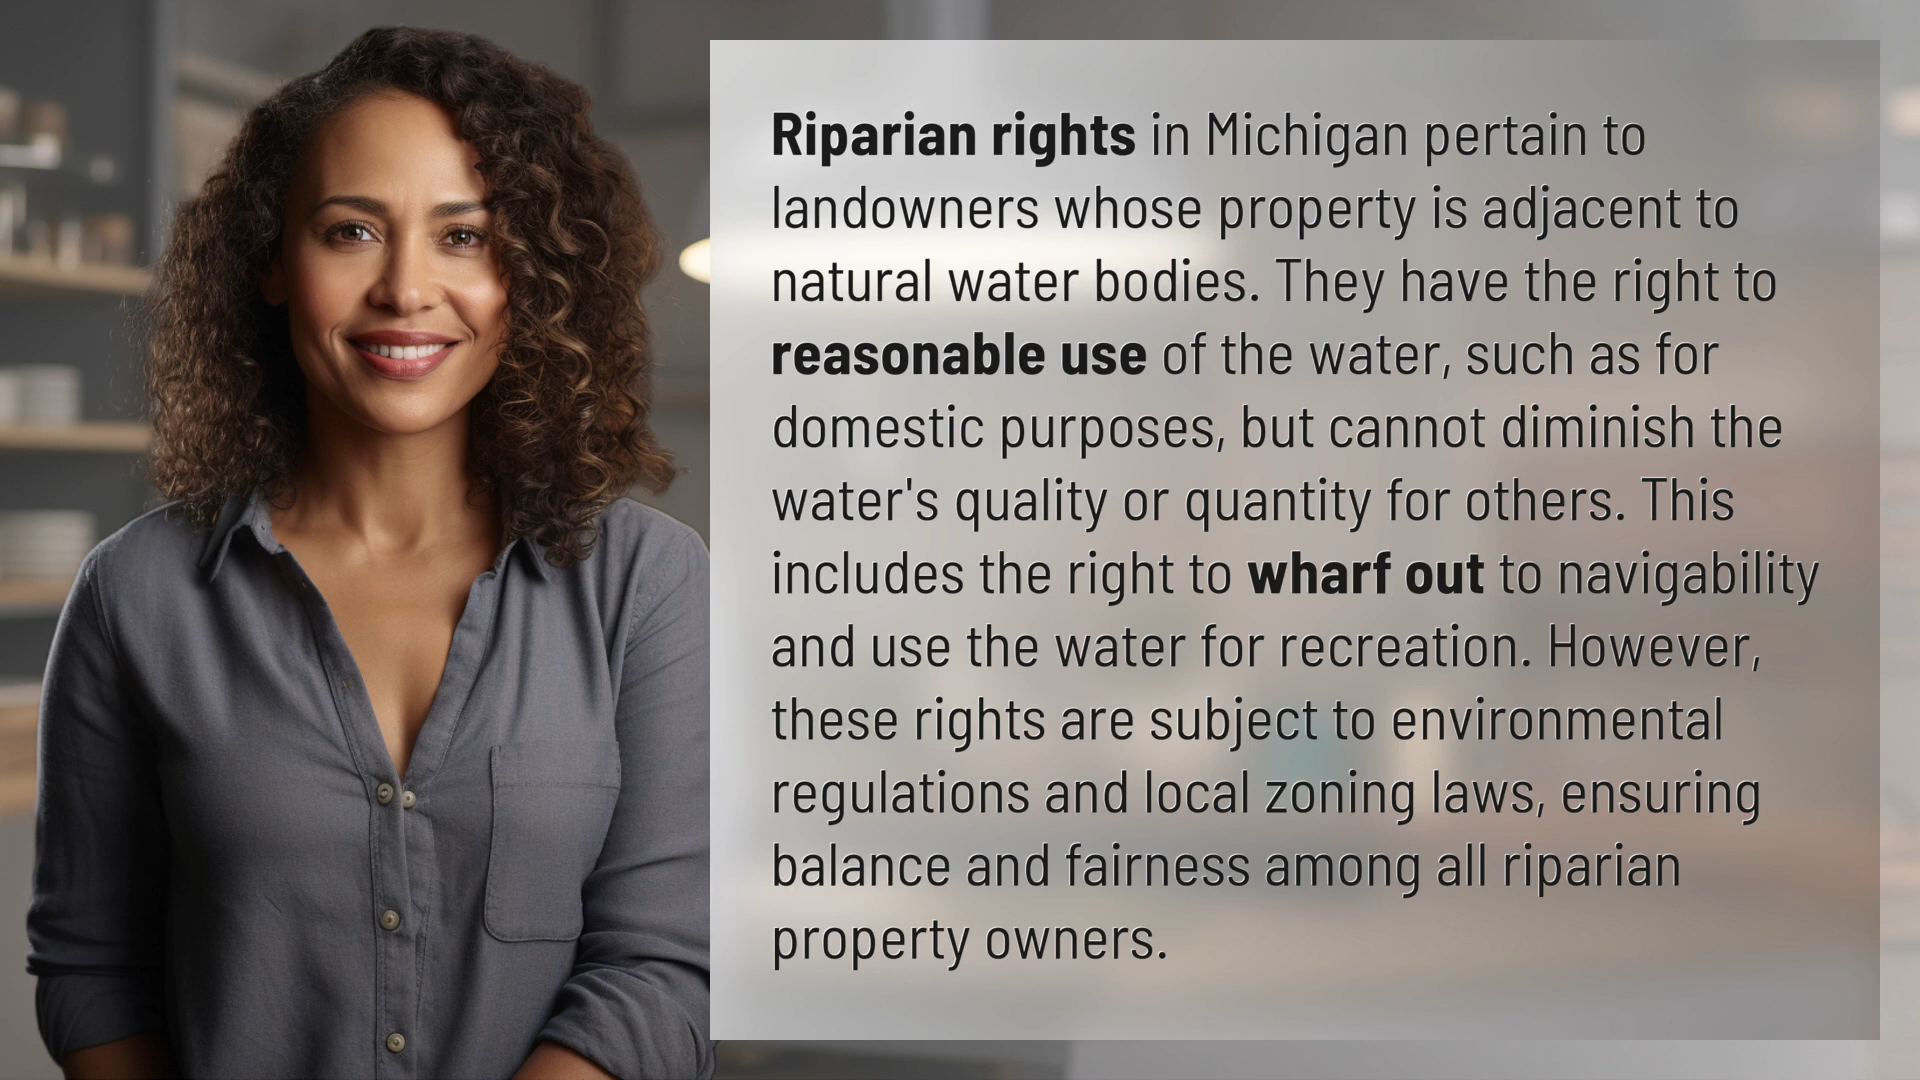 Riparian rights in Michigan pertain to
landowners whose property is adjacent to
natural water bodies. They have the right to
reasonable use of the water, such as for
domestic purposes, but cannot diminish the
water's quality or quantity for others. This
includes the right to wharf out to navigability
and use the water for recreation. However,
these rights are subject to environmental
regulations and local zoning laws, ensuring
balance and fairness among all riparian
property owners.